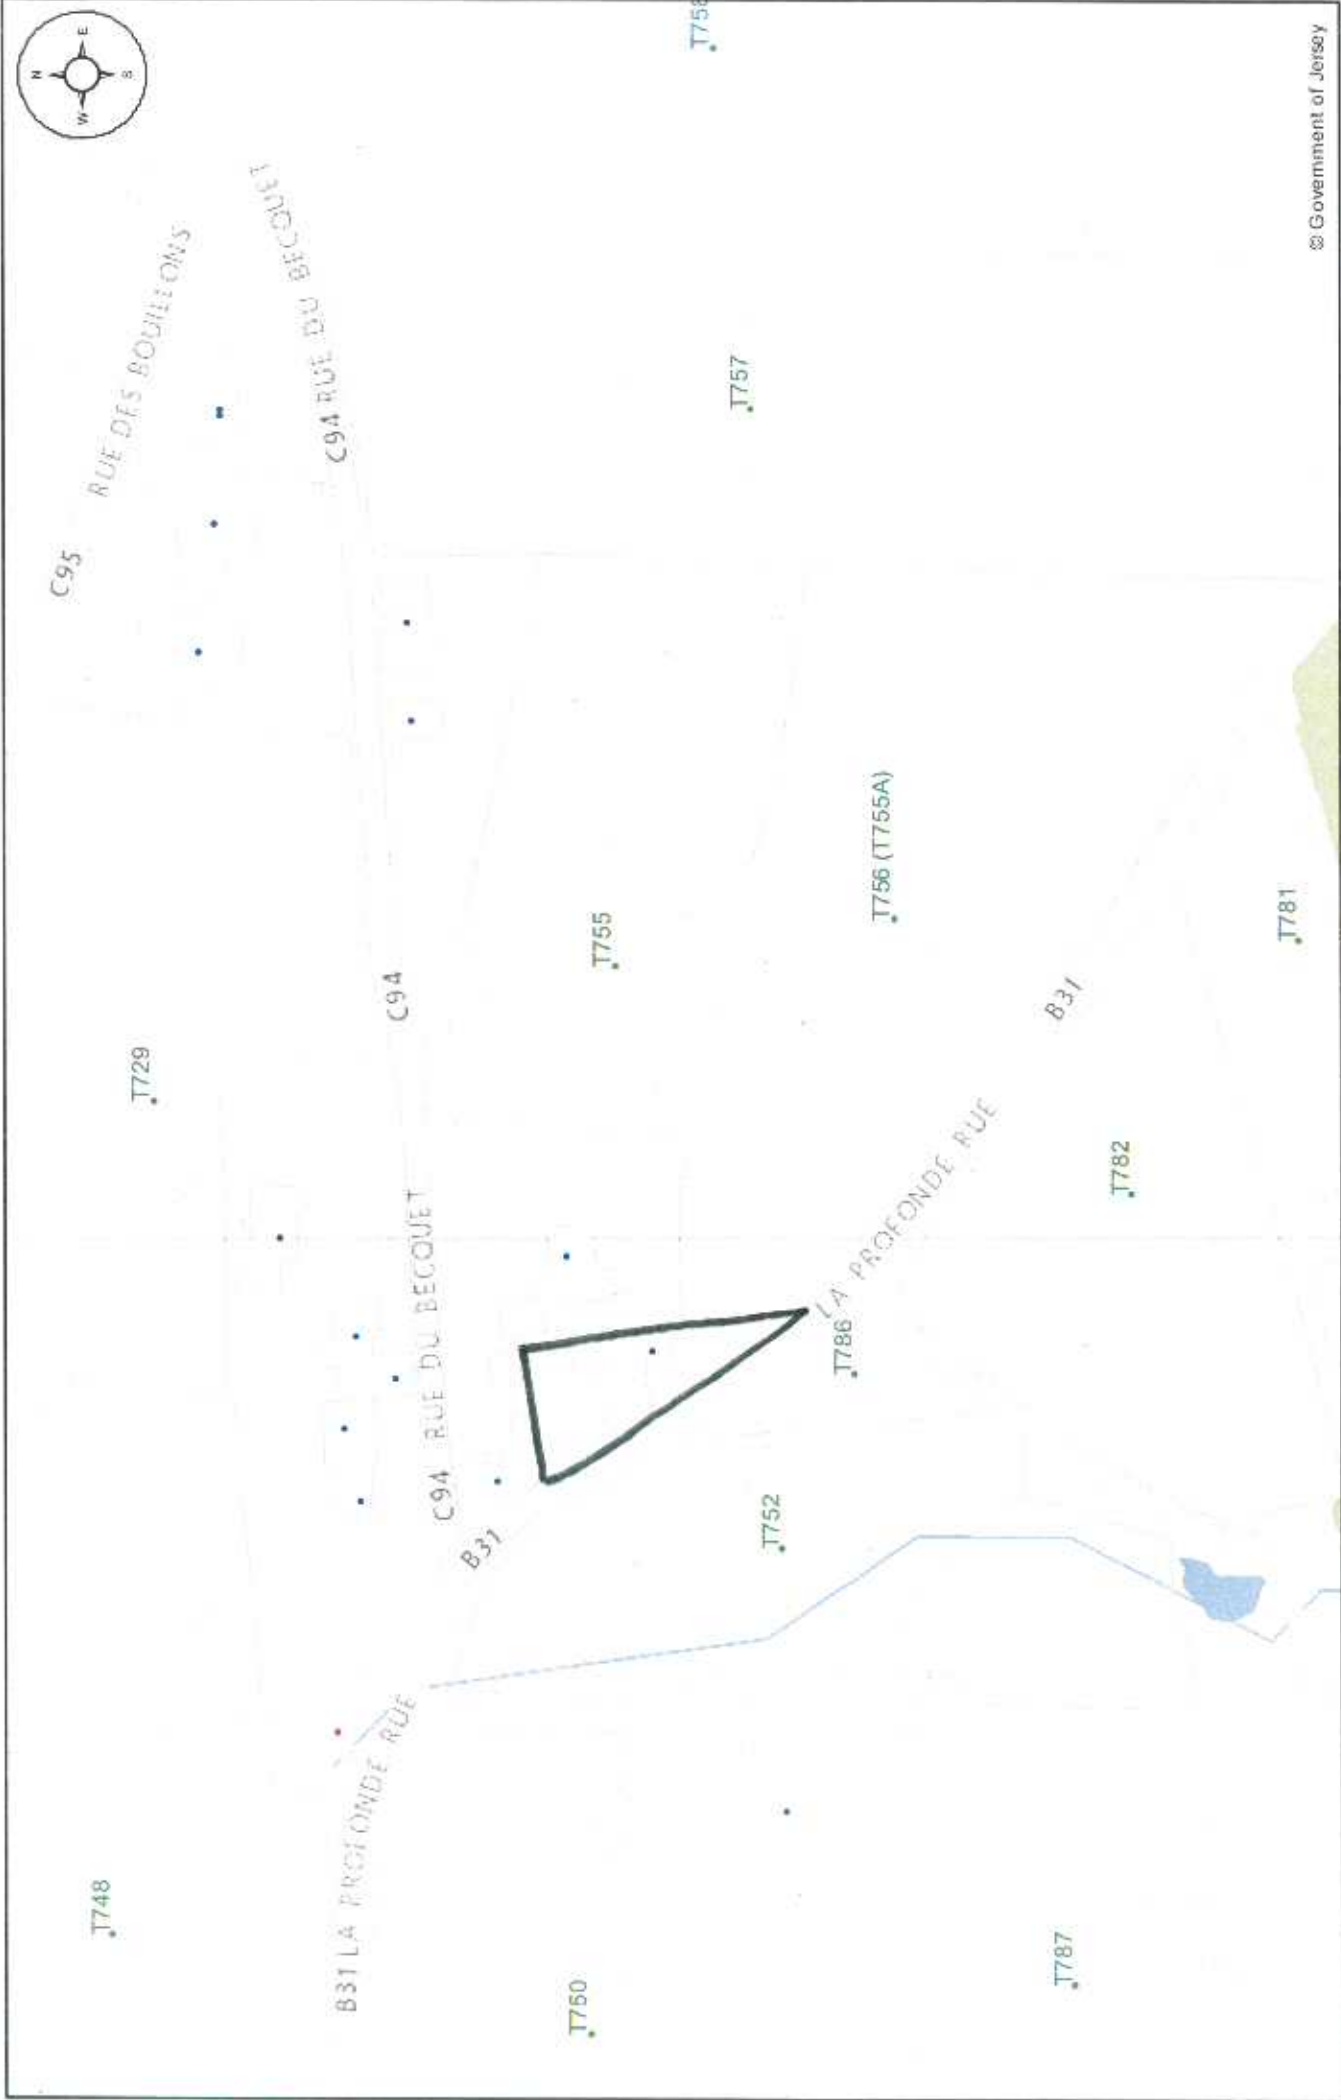 N
W
E
S
C95
RUE DES BOUILLONS
C94 RUE DU BECQUET
T758
T757
T729
C94
T755
T756 (T755A)
C94 RUE DU BECQUET
B31
LA PROFONDE RUE
T786
T782
T781
B31
T752
T748
B31 LA PROFONDE RUE
T750
T787
© Government of Jersey